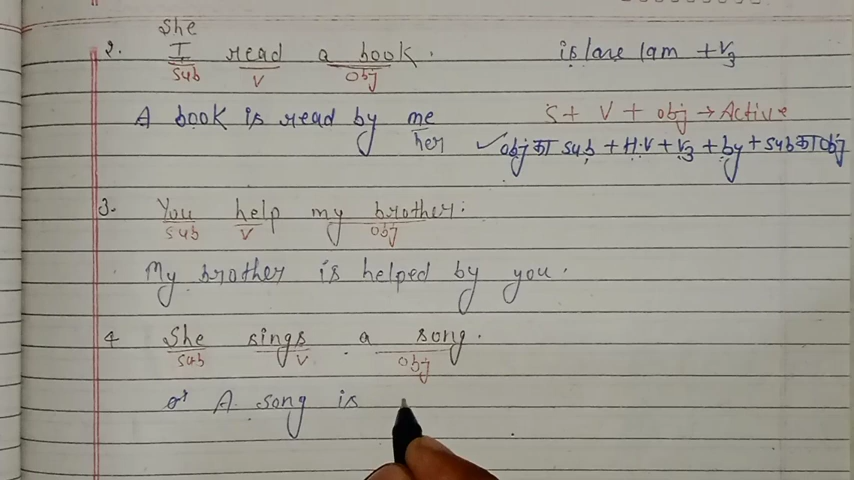 She
2. I read a book. is/are/am + V3
sub V obj
A book is read by me S + V + obj → Active
her ✓obj का sub + H.V + V3 + by + sub का obj
3. You help my brother.
sub V obj
My brother is helped by you.
4 She sings a song.
sub V obj
A song is